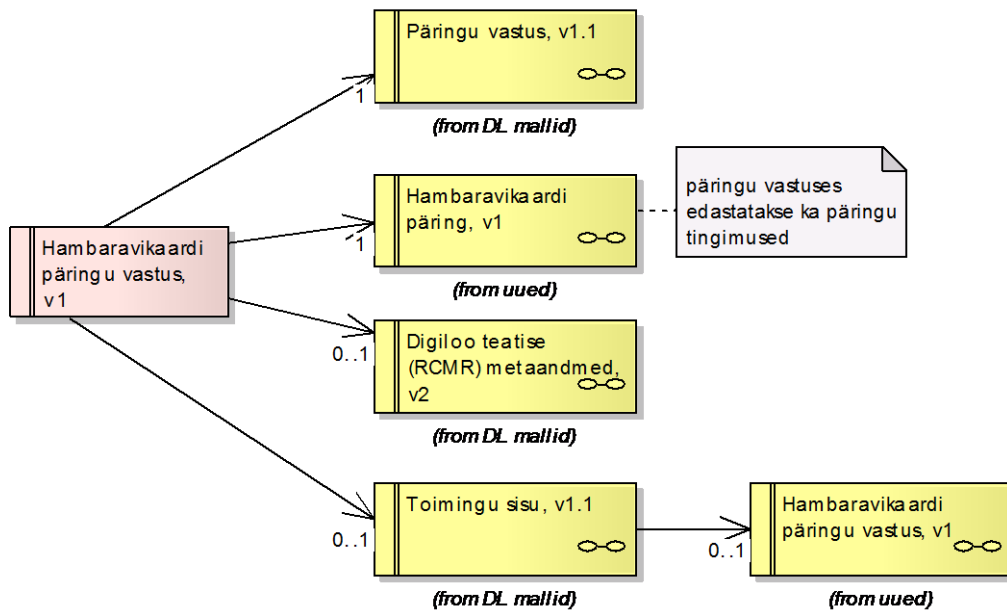 Päringu vastus, v1.1
1
(from DL mallid)
Hambaravikaardi
päring, v1
1
(from uued)
päringu vastuses
edastatakse ka päringu
tingimused
Hambaravikaardi
päringu vastus,
v1
Digiloo teatise
(RCMR) metaandmed,
v2
0..1
(from DL mallid)
Toimingu sisu, v1.1
0..1
(from DL mallid)
Hambaravikaardi
päringu vastus, v1
0..1
(from uued)